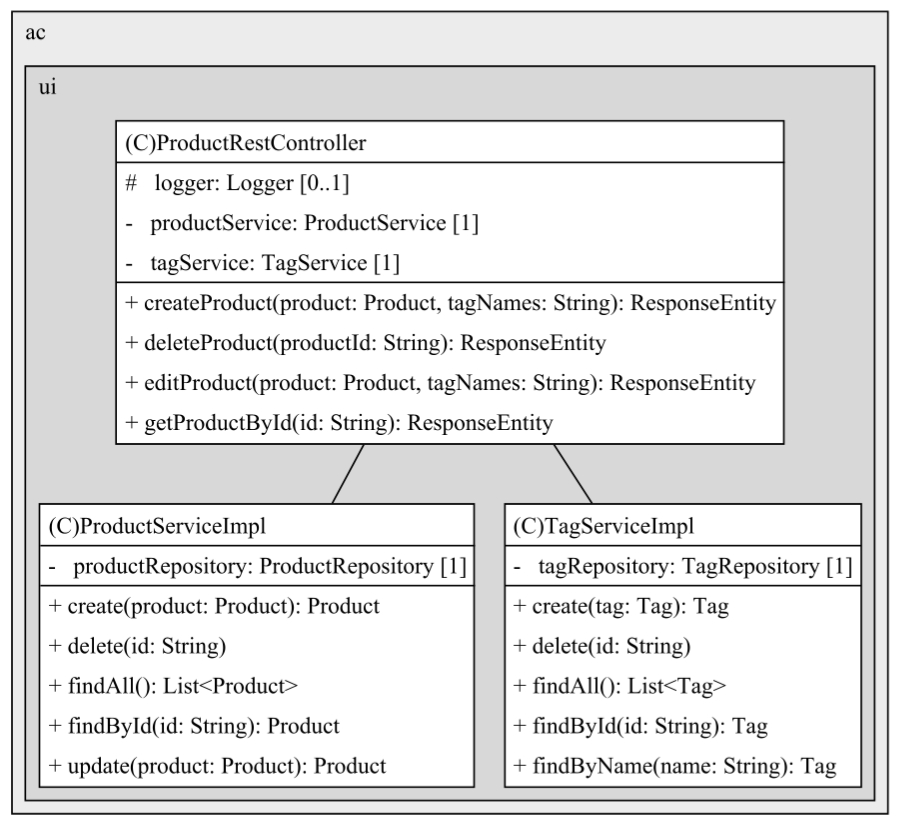 ac
ui
(C)ProductRestController
# logger: Logger [0..1]
- productService: ProductService [1]
- tagService: TagService [1]
+ createProduct(product: Product, tagNames: String): ResponseEntity
+ deleteProduct(productId: String): ResponseEntity
+ editProduct(product: Product, tagNames: String): ResponseEntity
+ getProductById(id: String): ResponseEntity
(C)ProductServiceImpl
- productRepository: ProductRepository [1]
+ create(product: Product): Product
+ delete(id: String)
+ findAll(): List<Product>
+ findById(id: String): Product
+ update(product: Product): Product
(C)TagServiceImpl
- tagRepository: TagRepository [1]
+ create(tag: Tag): Tag
+ delete(id: String)
+ findAll(): List<Tag>
+ findById(id: String): Tag
+ findByName(name: String): Tag